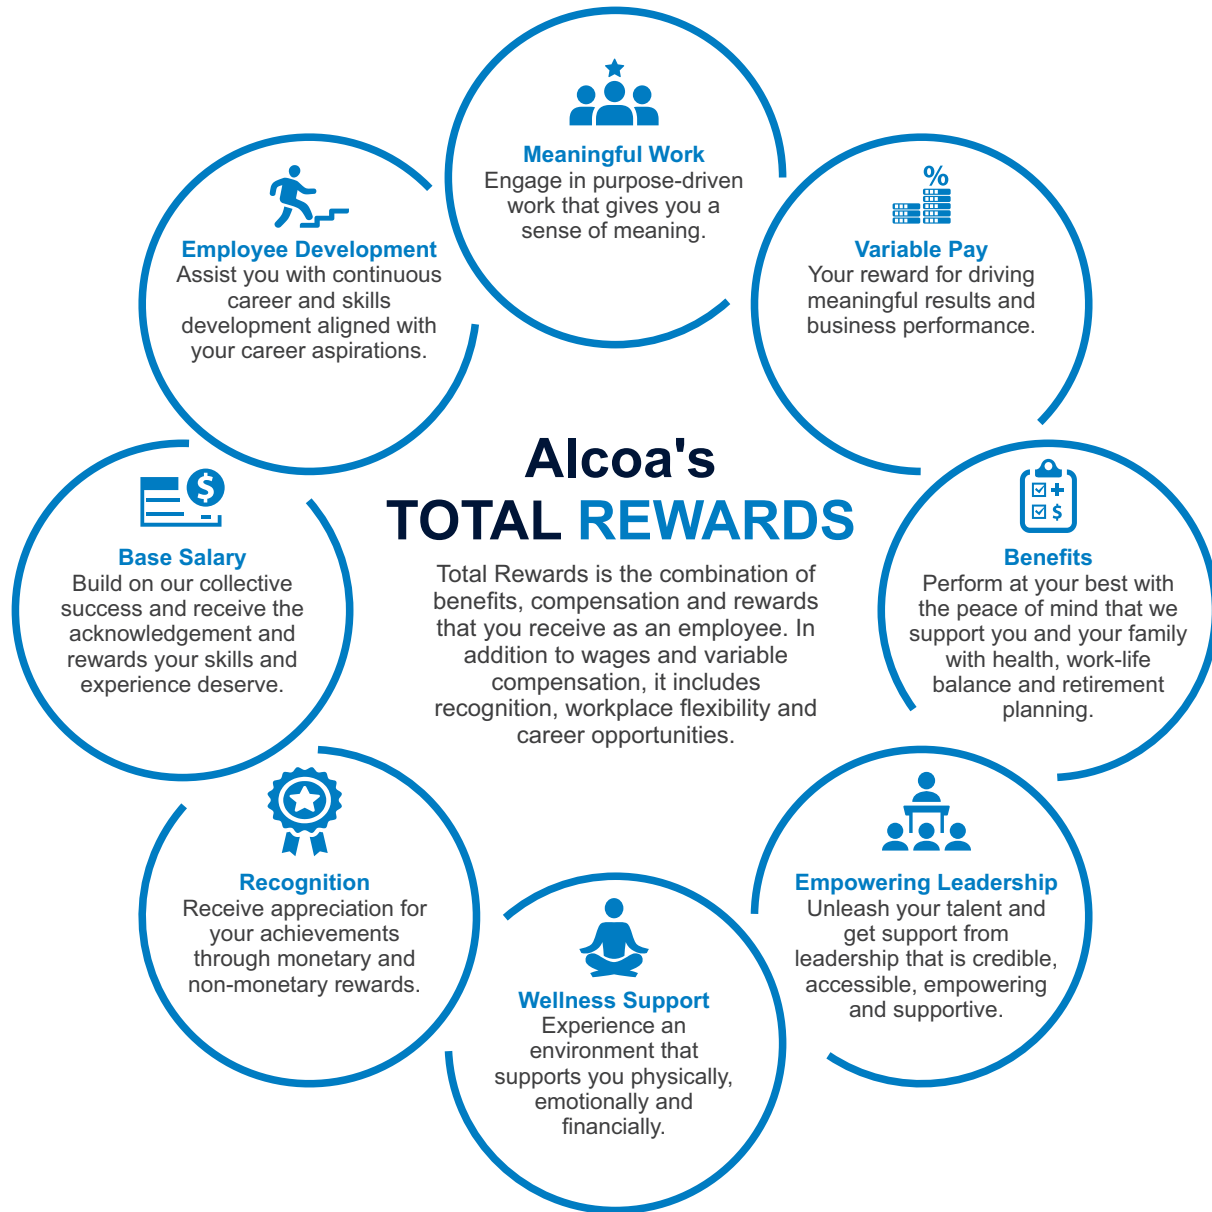 Meaningful Work
Engage in purpose-driven
work that gives you a
sense of meaning.
%
Variable Pay
Your reward for driving
meaningful results and
business performance.
$
Benefits
Perform at your best with
the peace of mind that we
support you and your family
with health, work-life
balance and retirement
planning.
Empowering Leadership
Unleash your talent and
get support from
leadership that is credible,
accessible, empowering
and supportive.
Wellness Support
Experience an
environment that
supports you physically,
emotionally and
financially.
Recognition
Receive appreciation for
your achievements
through monetary and
non-monetary rewards.
$
Base Salary
Build on our collective
success and receive the
acknowledgement and
rewards your skills and
experience deserve.
Employee Development
Assist you with continuous
career and skills
development aligned with
your career aspirations.
Alcoa's
TOTAL REWARDS
Total Rewards is the combination of
benefits, compensation and rewards
that you receive as an employee. In
addition to wages and variable
compensation, it includes
recognition, workplace flexibility and
career opportunities.